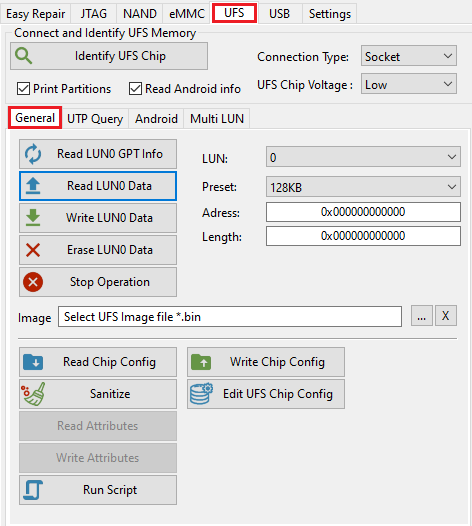 Easy Repair JTAG NAND eMMC UFS USB Settings
Connect and Identify UFS Memory
Identify UFS Chip Connection Type: Socket
Print Partitions Read Android info UFS Chip Voltage : Low
General UTP Query Android Multi LUN
Read LUN0 GPT Info LUN: 0
Read LUN0 Data Preset: 128KB
Write LUN0 Data Adress: 0x000000000000
Erase LUN0 Data Length: 0x000000000000
Stop Operation
Image Select UFS Image file *.bin ... X
Read Chip Config Write Chip Config
Sanitize Edit UFS Chip Config
Read Attributes
Write Attributes
Run Script